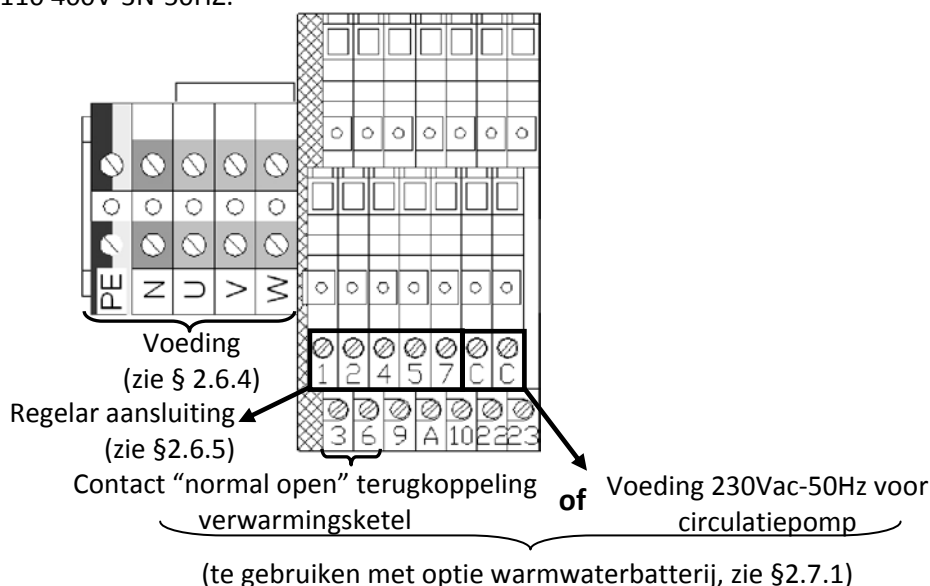 110 400V-3N-50Hz.
PE N U V W
1 2 4 5 7 C C
3 6 9 A 10 22 23
Voeding
(zie § 2.6.4)
Regelar aansluiting
(zie §2.6.5)
Contact “normal open” terugkoppeling
verwarmingsketel
of
Voeding 230Vac-50Hz voor
circulatiepomp
(te gebruiken met optie warmwaterbatterij, zie §2.7.1)